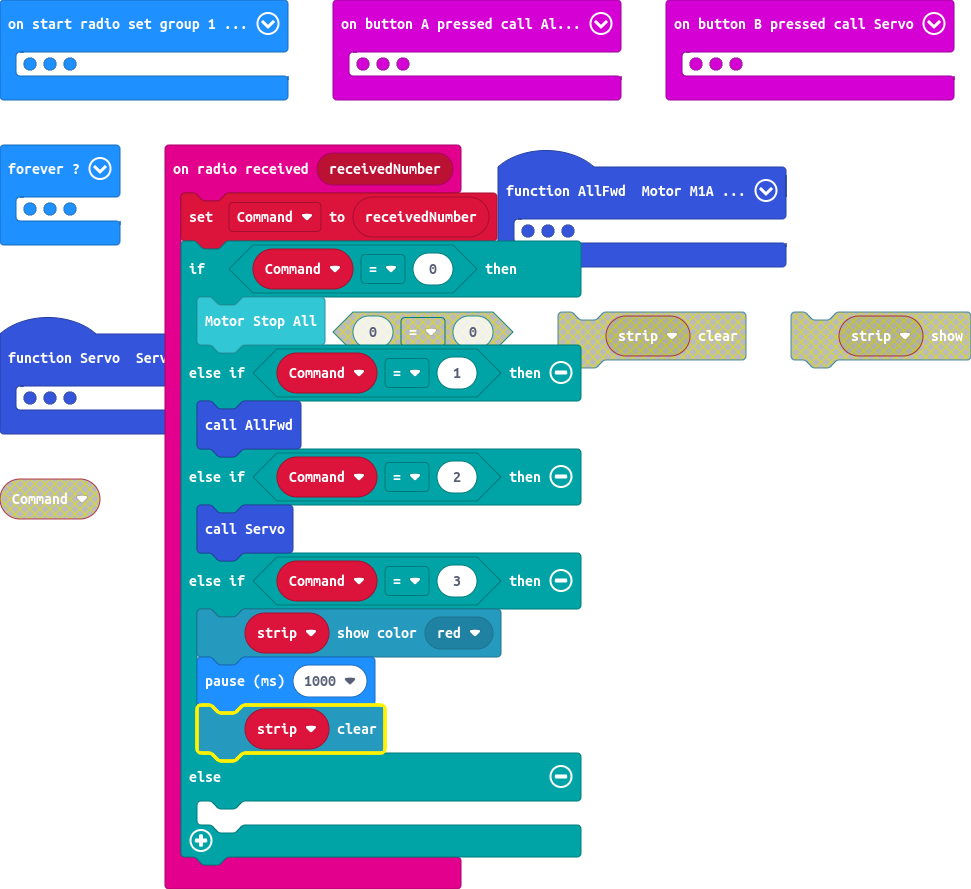 on start radio set group 1 ...
on button A pressed call Al...
on button B pressed call Servo
forever ?
on radio received receivedNumber
function AllFwd Motor M1A ...
set Command to receivedNumber
if Command = 0 then
Motor Stop All
0 = 0
strip clear
strip show
function Servo Serv
else if Command = 1 then
call AllFwd
else if Command = 2 then
Command
call Servo
else if Command = 3 then
strip show color red
pause (ms) 1000
strip clear
else